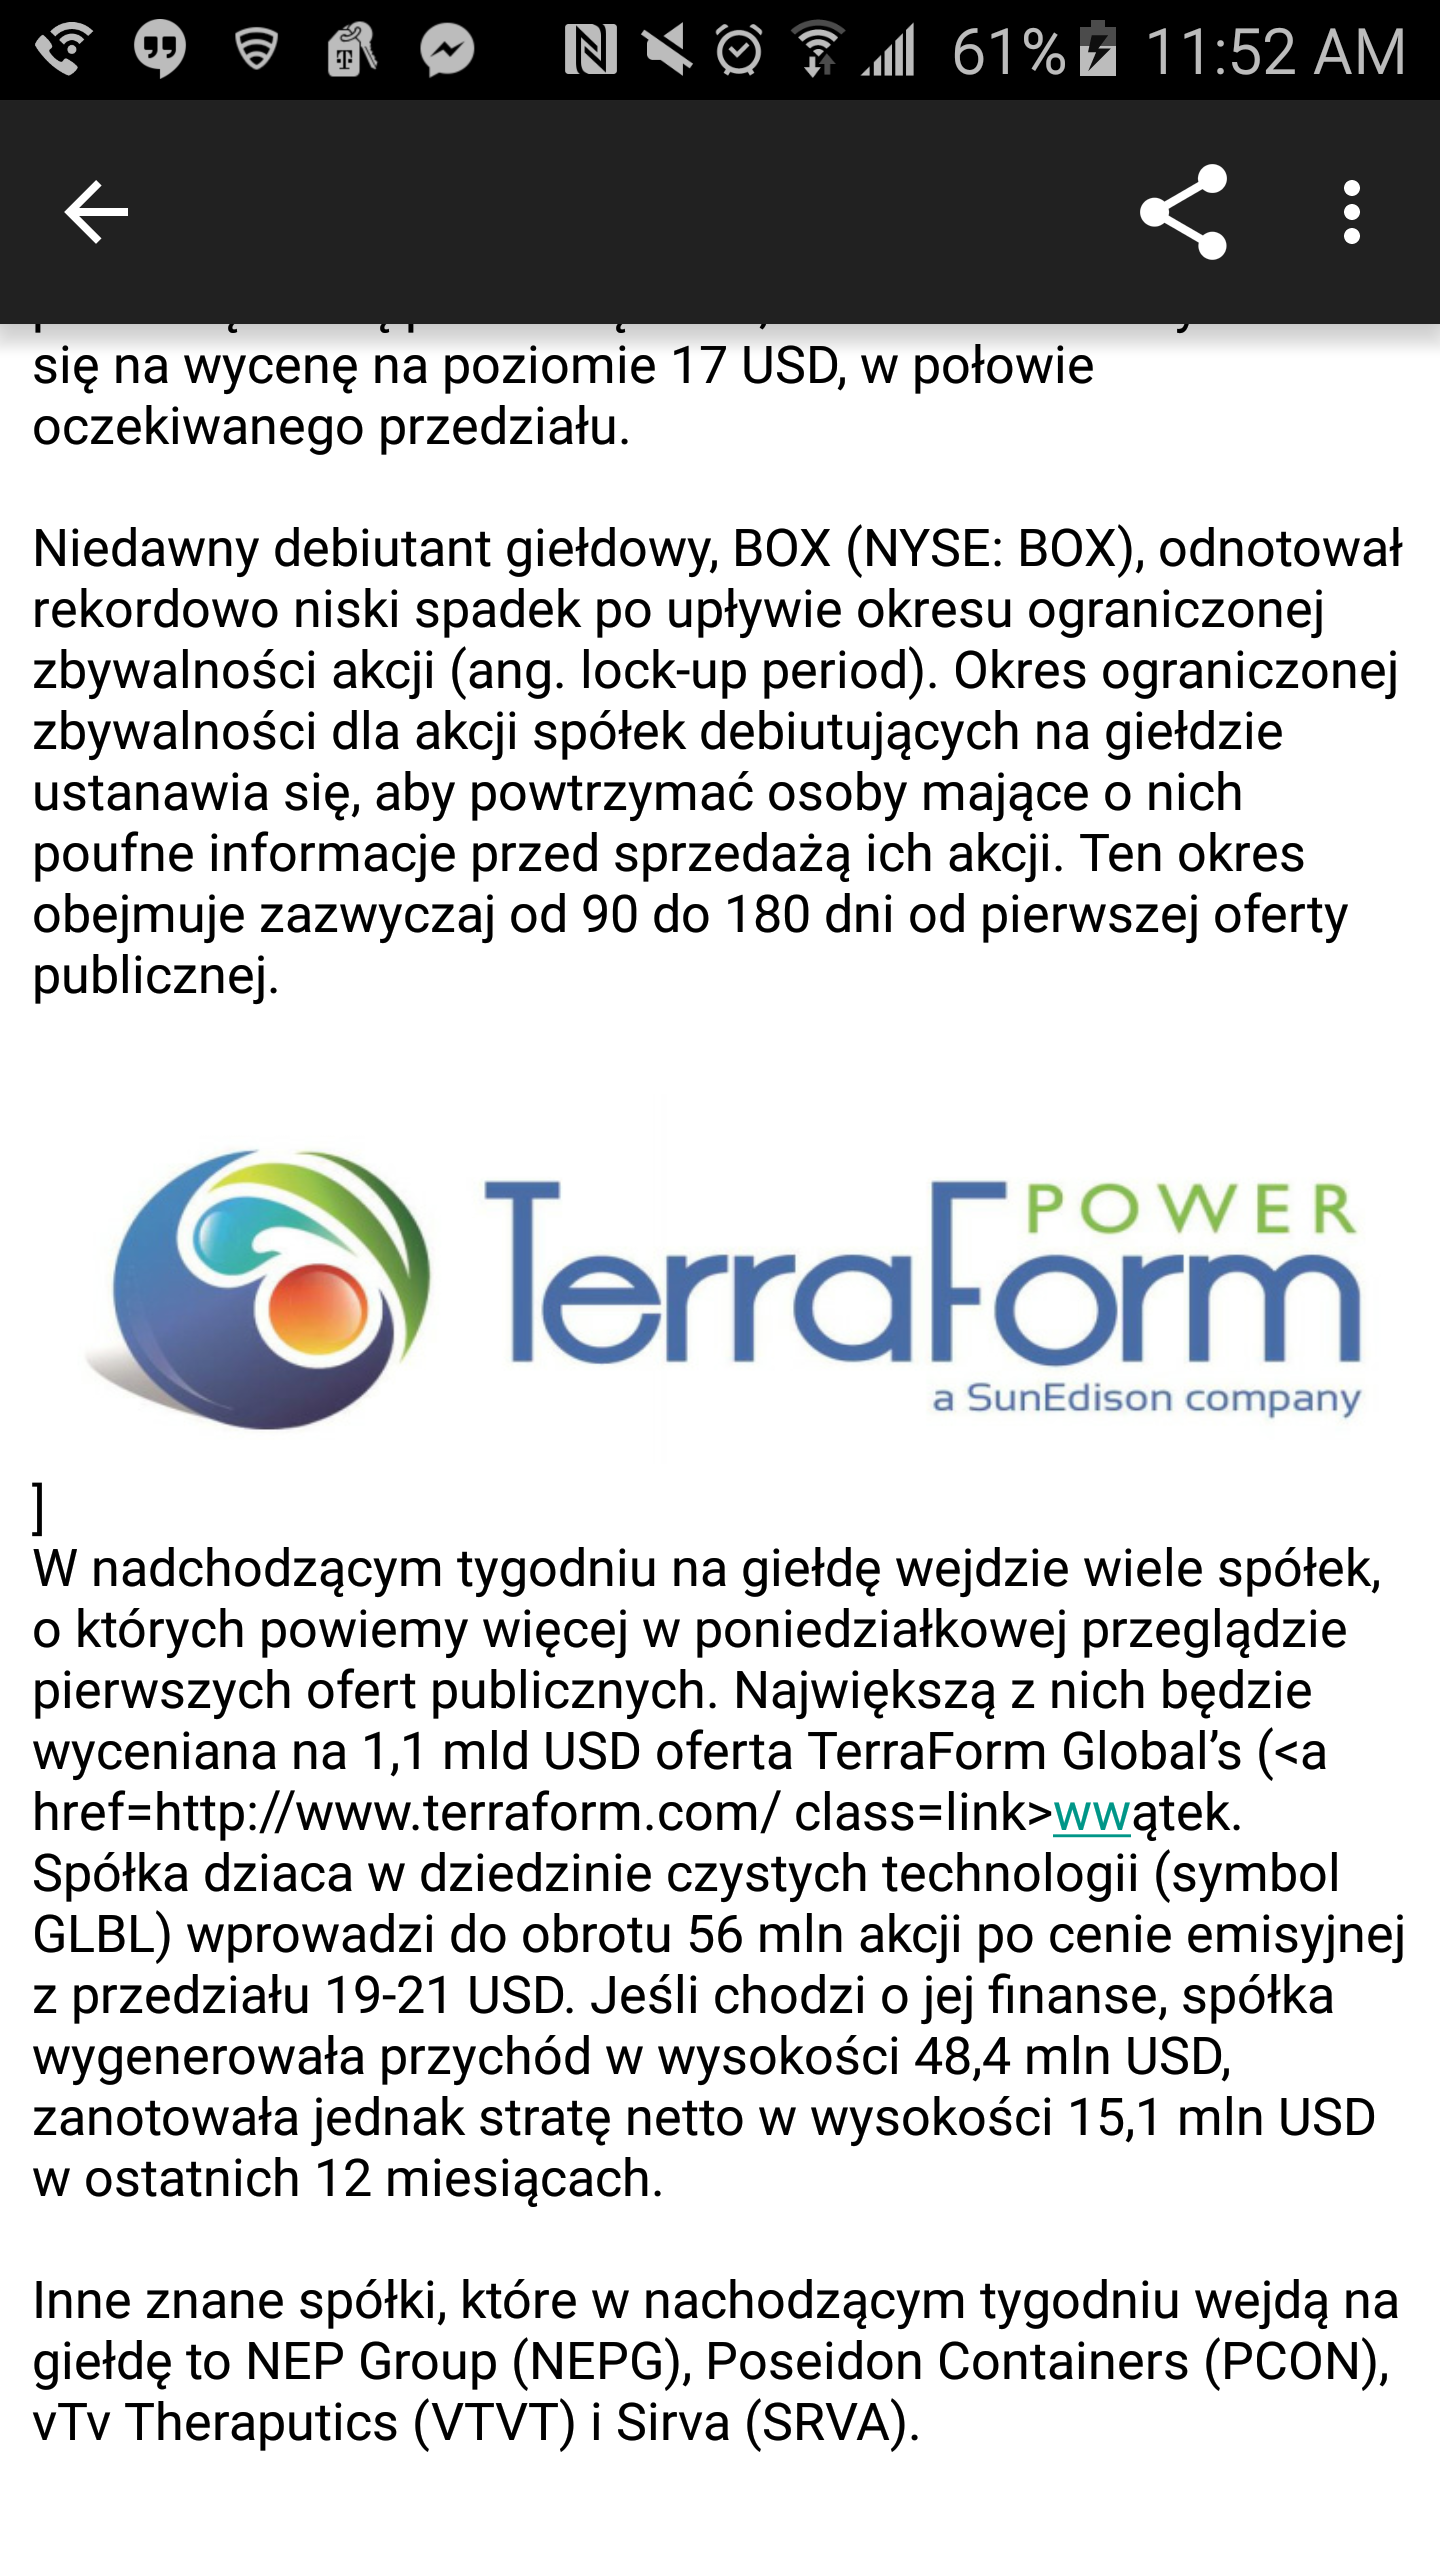 61% 11:52 AM
się na wycenę na poziomie 17 USD, w połowie
oczekiwanego przedziału.
Niedawny debiutant giełdowy, BOX (NYSE: BOX), odnotował
rekordowo niski spadek po upływie okresu ograniczonej
zbywalności akcji (ang. lock-up period). Okres ograniczonej
zbywalności dla akcji spółek debiutujących na giełdzie
ustanawia się, aby powtrzymać osoby mające o nich
poufne informacje przed sprzedażą ich akcji. Ten okres
obejmuje zazwyczaj od 90 do 180 dni od pierwszej oferty
publicznej.
TerraForm POWER
a SunEdison company
]
W nadchodzącym tygodniu na giełdę wejdzie wiele spółek,
o których powiemy więcej w poniedziałkowej przeglądzie
pierwszych ofert publicznych. Największą z nich będzie
wyceniana na 1,1 mld USD oferta TerraForm Global’s (<a
href=http://www.terraform.com/ class=link>wwątek.
Spółka dziaca w dziedzinie czystych technologii (symbol
GLBL) wprowadzi do obrotu 56 mln akcji po cenie emisyjnej
z przedziału 19-21 USD. Jeśli chodzi o jej finanse, spółka
wygenerowała przychód w wysokości 48,4 mln USD,
zanotowała jednak stratę netto w wysokości 15,1 mln USD
w ostatnich 12 miesiącach.
Inne znane spółki, które w nachodzącym tygodniu wejdą na
giełdę to NEP Group (NEPG), Poseidon Containers (PCON),
vTv Theraputics (VTVT) i Sirva (SRVA).